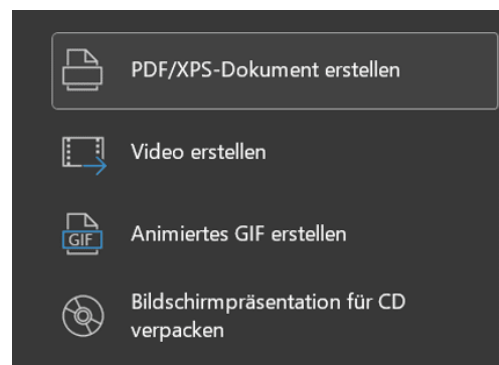 PDF/XPS-Dokument erstellen
Video erstellen
GIF
Animiertes GIF erstellen
Bildschirmpräsentation für CD
verpacken